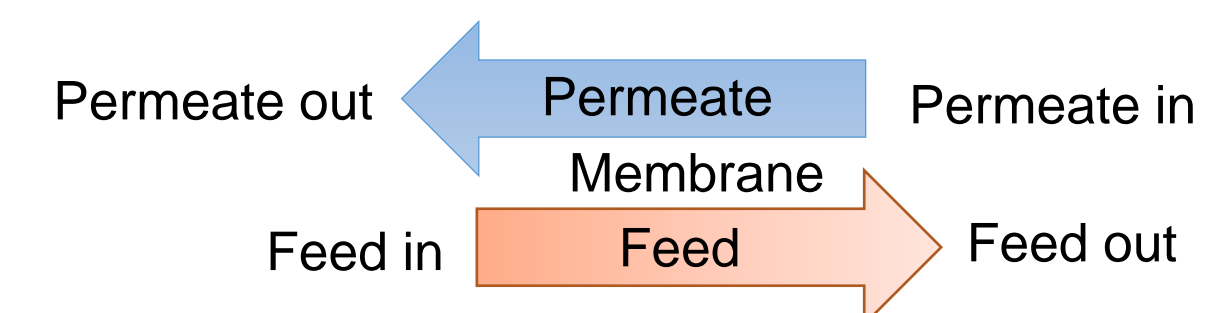 Permeate out
Permeate
Permeate in
Membrane
Feed in
Feed
Feed out